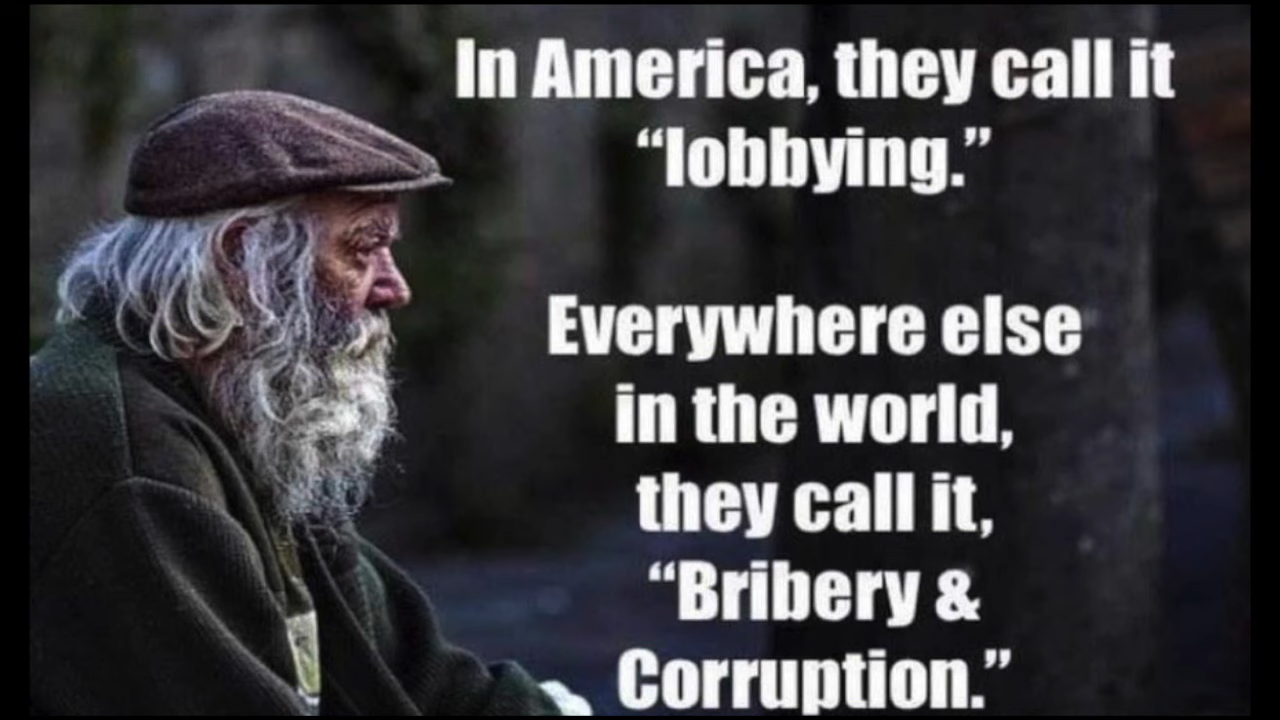 In America, they call it
“lobbying.”
Everywhere else
in the world,
they call it,
“Bribery &
Corruption.”